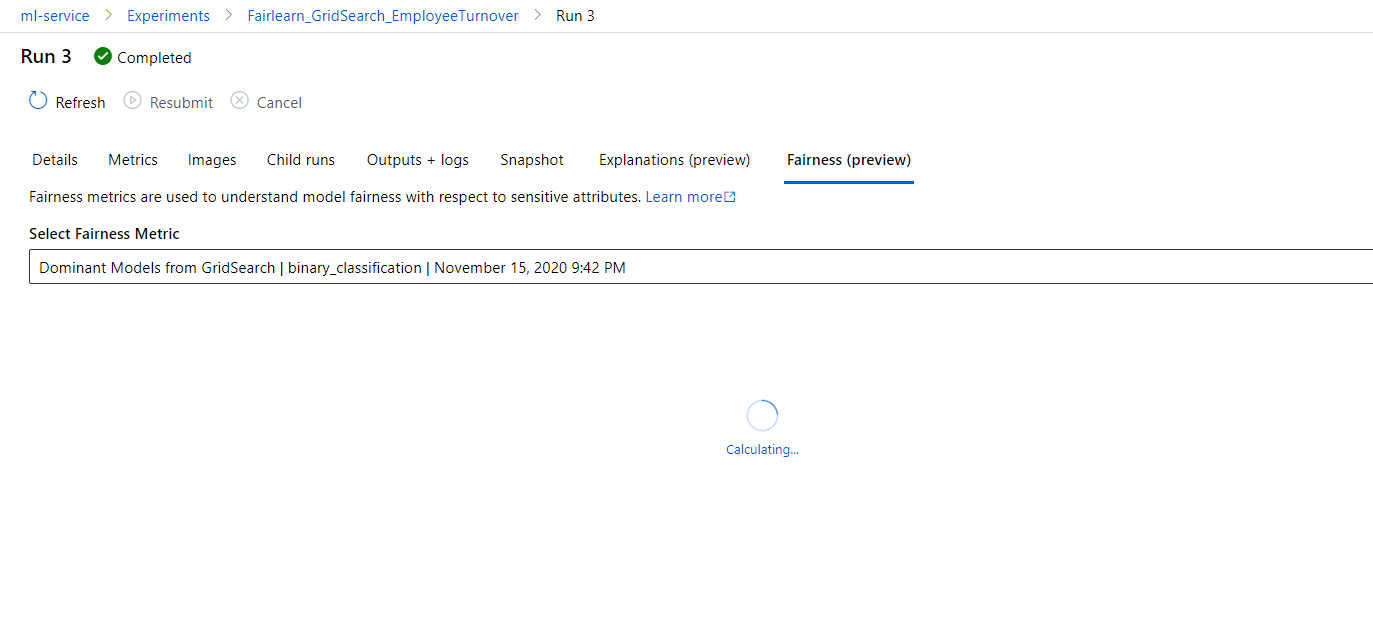 ml-service > Experiments > Fairlearn_GridSearch_EmployeeTurnover > Run 3
Run 3 Completed
Refresh Resubmit Cancel
Details Metrics Images Child runs Outputs + logs Snapshot Explanations (preview) Fairness (preview)
Fairness metrics are used to understand model fairness with respect to sensitive attributes. Learn more
Select Fairness Metric
Dominant Models from GridSearch | binary_classification | November 15, 2020 9:42 PM
Calculating...